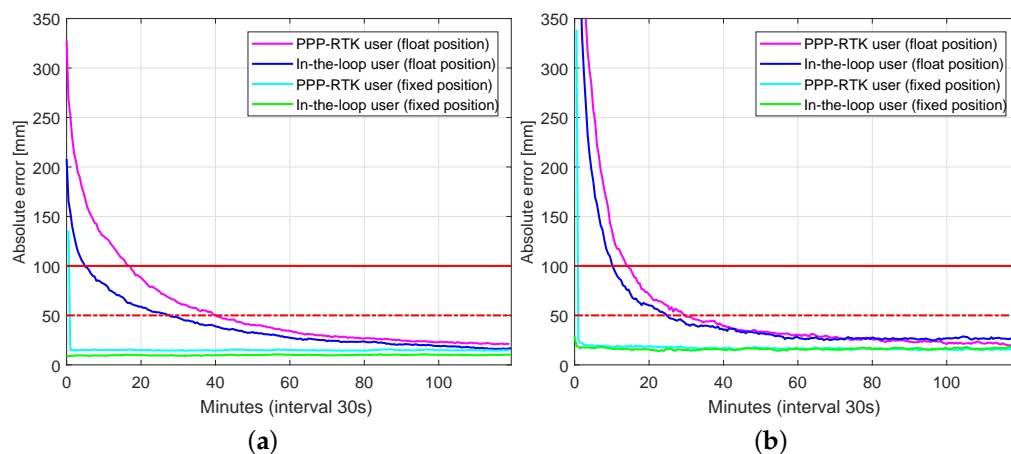 350
300
250
200
150
100
50
0
Absolute error [mm]
PPP-RTK user (float position)
In-the-loop user (float position)
PPP-RTK user (fixed position)
In-the-loop user (fixed position)
0 20 40 60 80 100
Minutes (interval 30s)
(a)
350
300
250
200
150
100
50
0
Absolute error [mm]
PPP-RTK user (float position)
In-the-loop user (float position)
PPP-RTK user (fixed position)
In-the-loop user (fixed position)
0 20 40 60 80 100
Minutes (interval 30s)
(b)